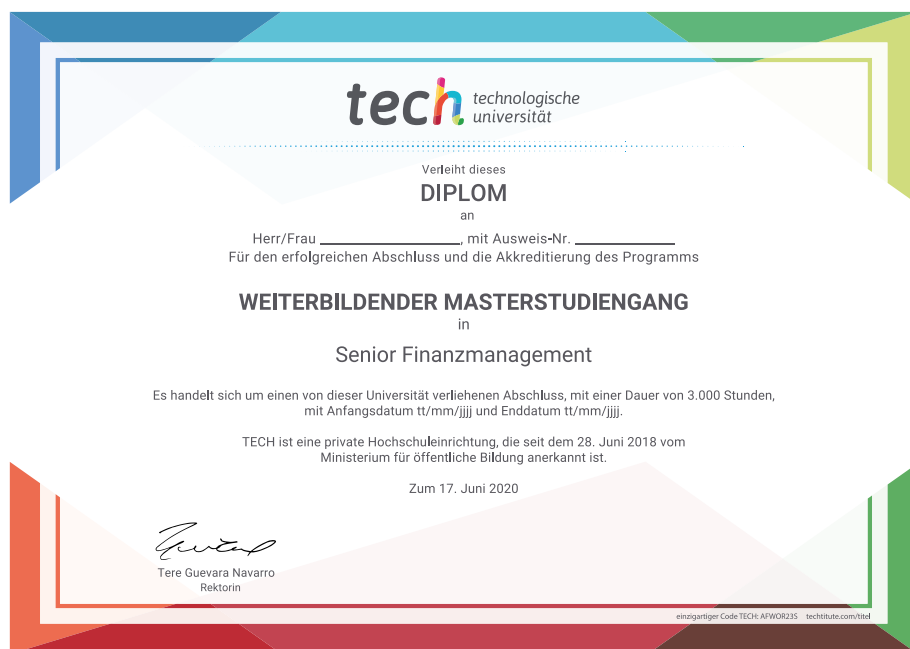 tech technologische
universität
Verleiht dieses
DIPLOM
an
Herr/Frau ____________________, mit Ausweis-Nr. ______________
Für den erfolgreichen Abschluss und die Akkreditierung des Programms
WEITERBILDENDER MASTERSTUDIENGANG
in
Senior Finanzmanagement
Es handelt sich um einen von dieser Universität verliehenen Abschluss, mit einer Dauer von 3.000 Stunden,
mit Anfangsdatum tt/mm/jjjj und Enddatum tt/mm/jjjj.
TECH ist eine private Hochschuleinrichtung, die seit dem 28. Juni 2018 vom
Ministerium für öffentliche Bildung anerkannt ist.
Zum 17. Juni 2020
Tere Guevara Navarro
Rektorin
einzigartiger Code TECH: AFWOR23S techtitute.com/titel